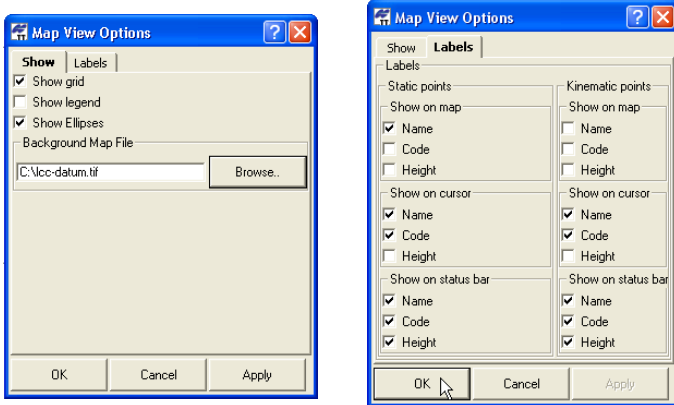 Map View Options
Show Labels
Show grid
Show legend
Show Ellipses
Background Map File
C:\lcc-datum.tif Browse..
OK Cancel Apply
Map View Options
Show Labels
Labels
Static points Kinematic points
Show on map Show on map
Name Name
Code Code
Height Height
Show on cursor Show on cursor
Name Name
Code Code
Height Height
Show on status bar Show on status bar
Name Name
Code Code
Height Height
OK Cancel Apply